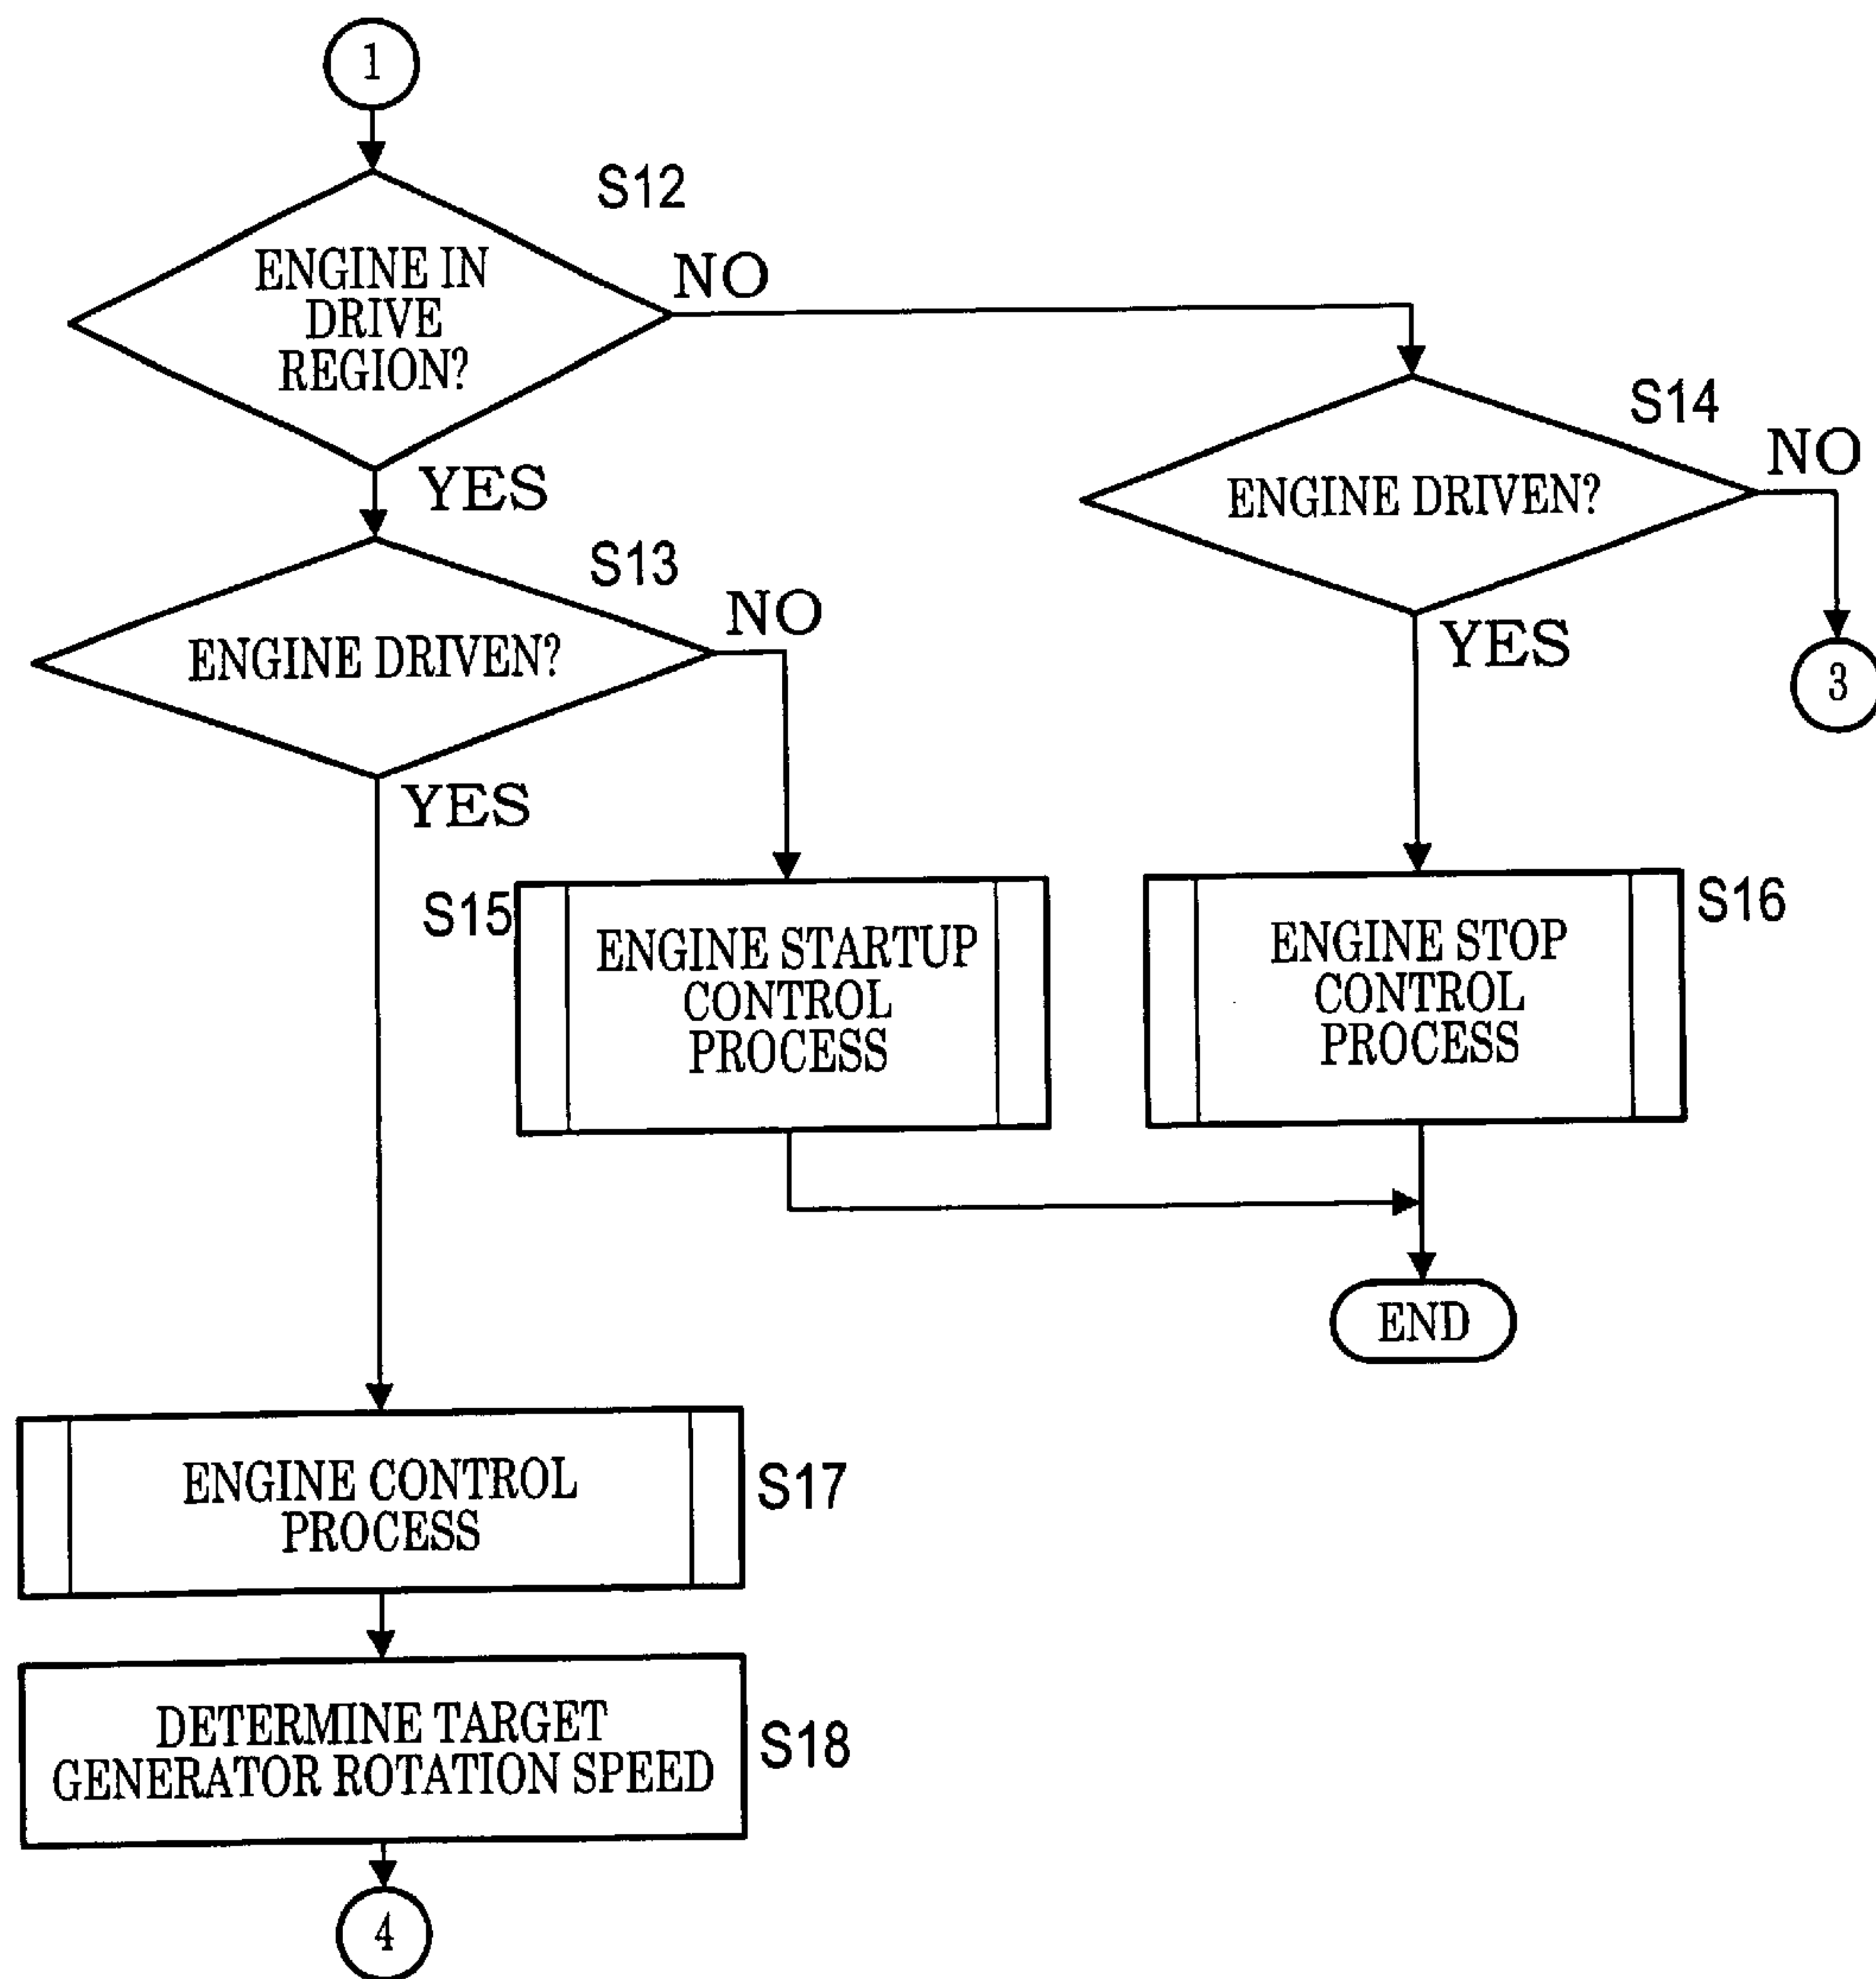 1
S12
ENGINE IN
DRIVE
REGION?
NO
YES
S14
ENGINE DRIVEN?
NO
YES
3
S13
ENGINE DRIVEN?
NO
YES
S15
ENGINE STARTUP
CONTROL
PROCESS
S16
ENGINE STOP
CONTROL
PROCESS
END
ENGINE CONTROL
PROCESS
S17
DETERMINE TARGET
GENERATOR ROTATION SPEED
S18
4